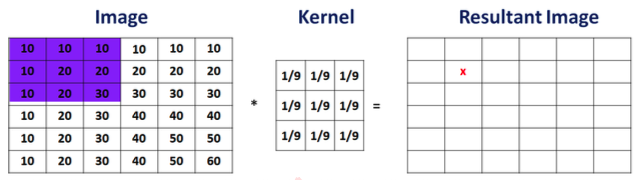 Image Kernel Resultant Image
10 10 10 10 10 10
10 20 20 20 20 20 1/9 1/9 1/9 x
10 20 30 30 30 30
10 20 30 40 40 40 * 1/9 1/9 1/9 =
10 20 30 40 50 50 1/9 1/9 1/9
10 20 30 40 50 60